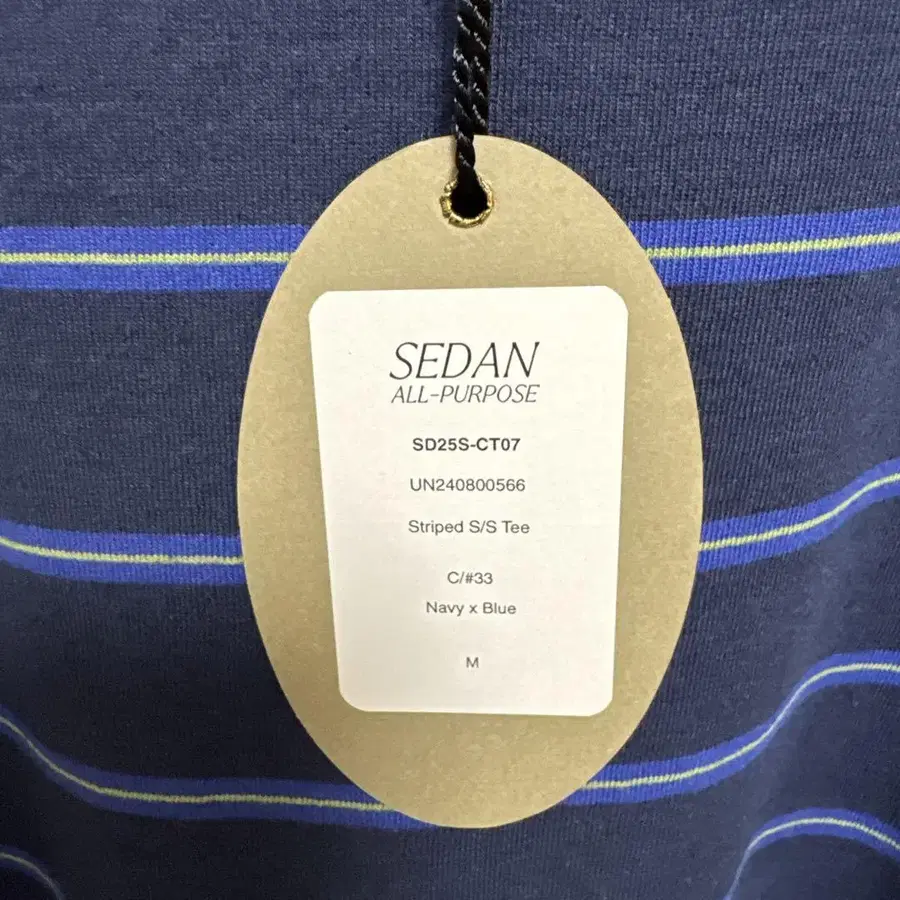 SEDAN
ALL-PURPOSE
SD25S-CT07
UN240800566
Striped S/S Tee
C/#33
Navy x Blue
M